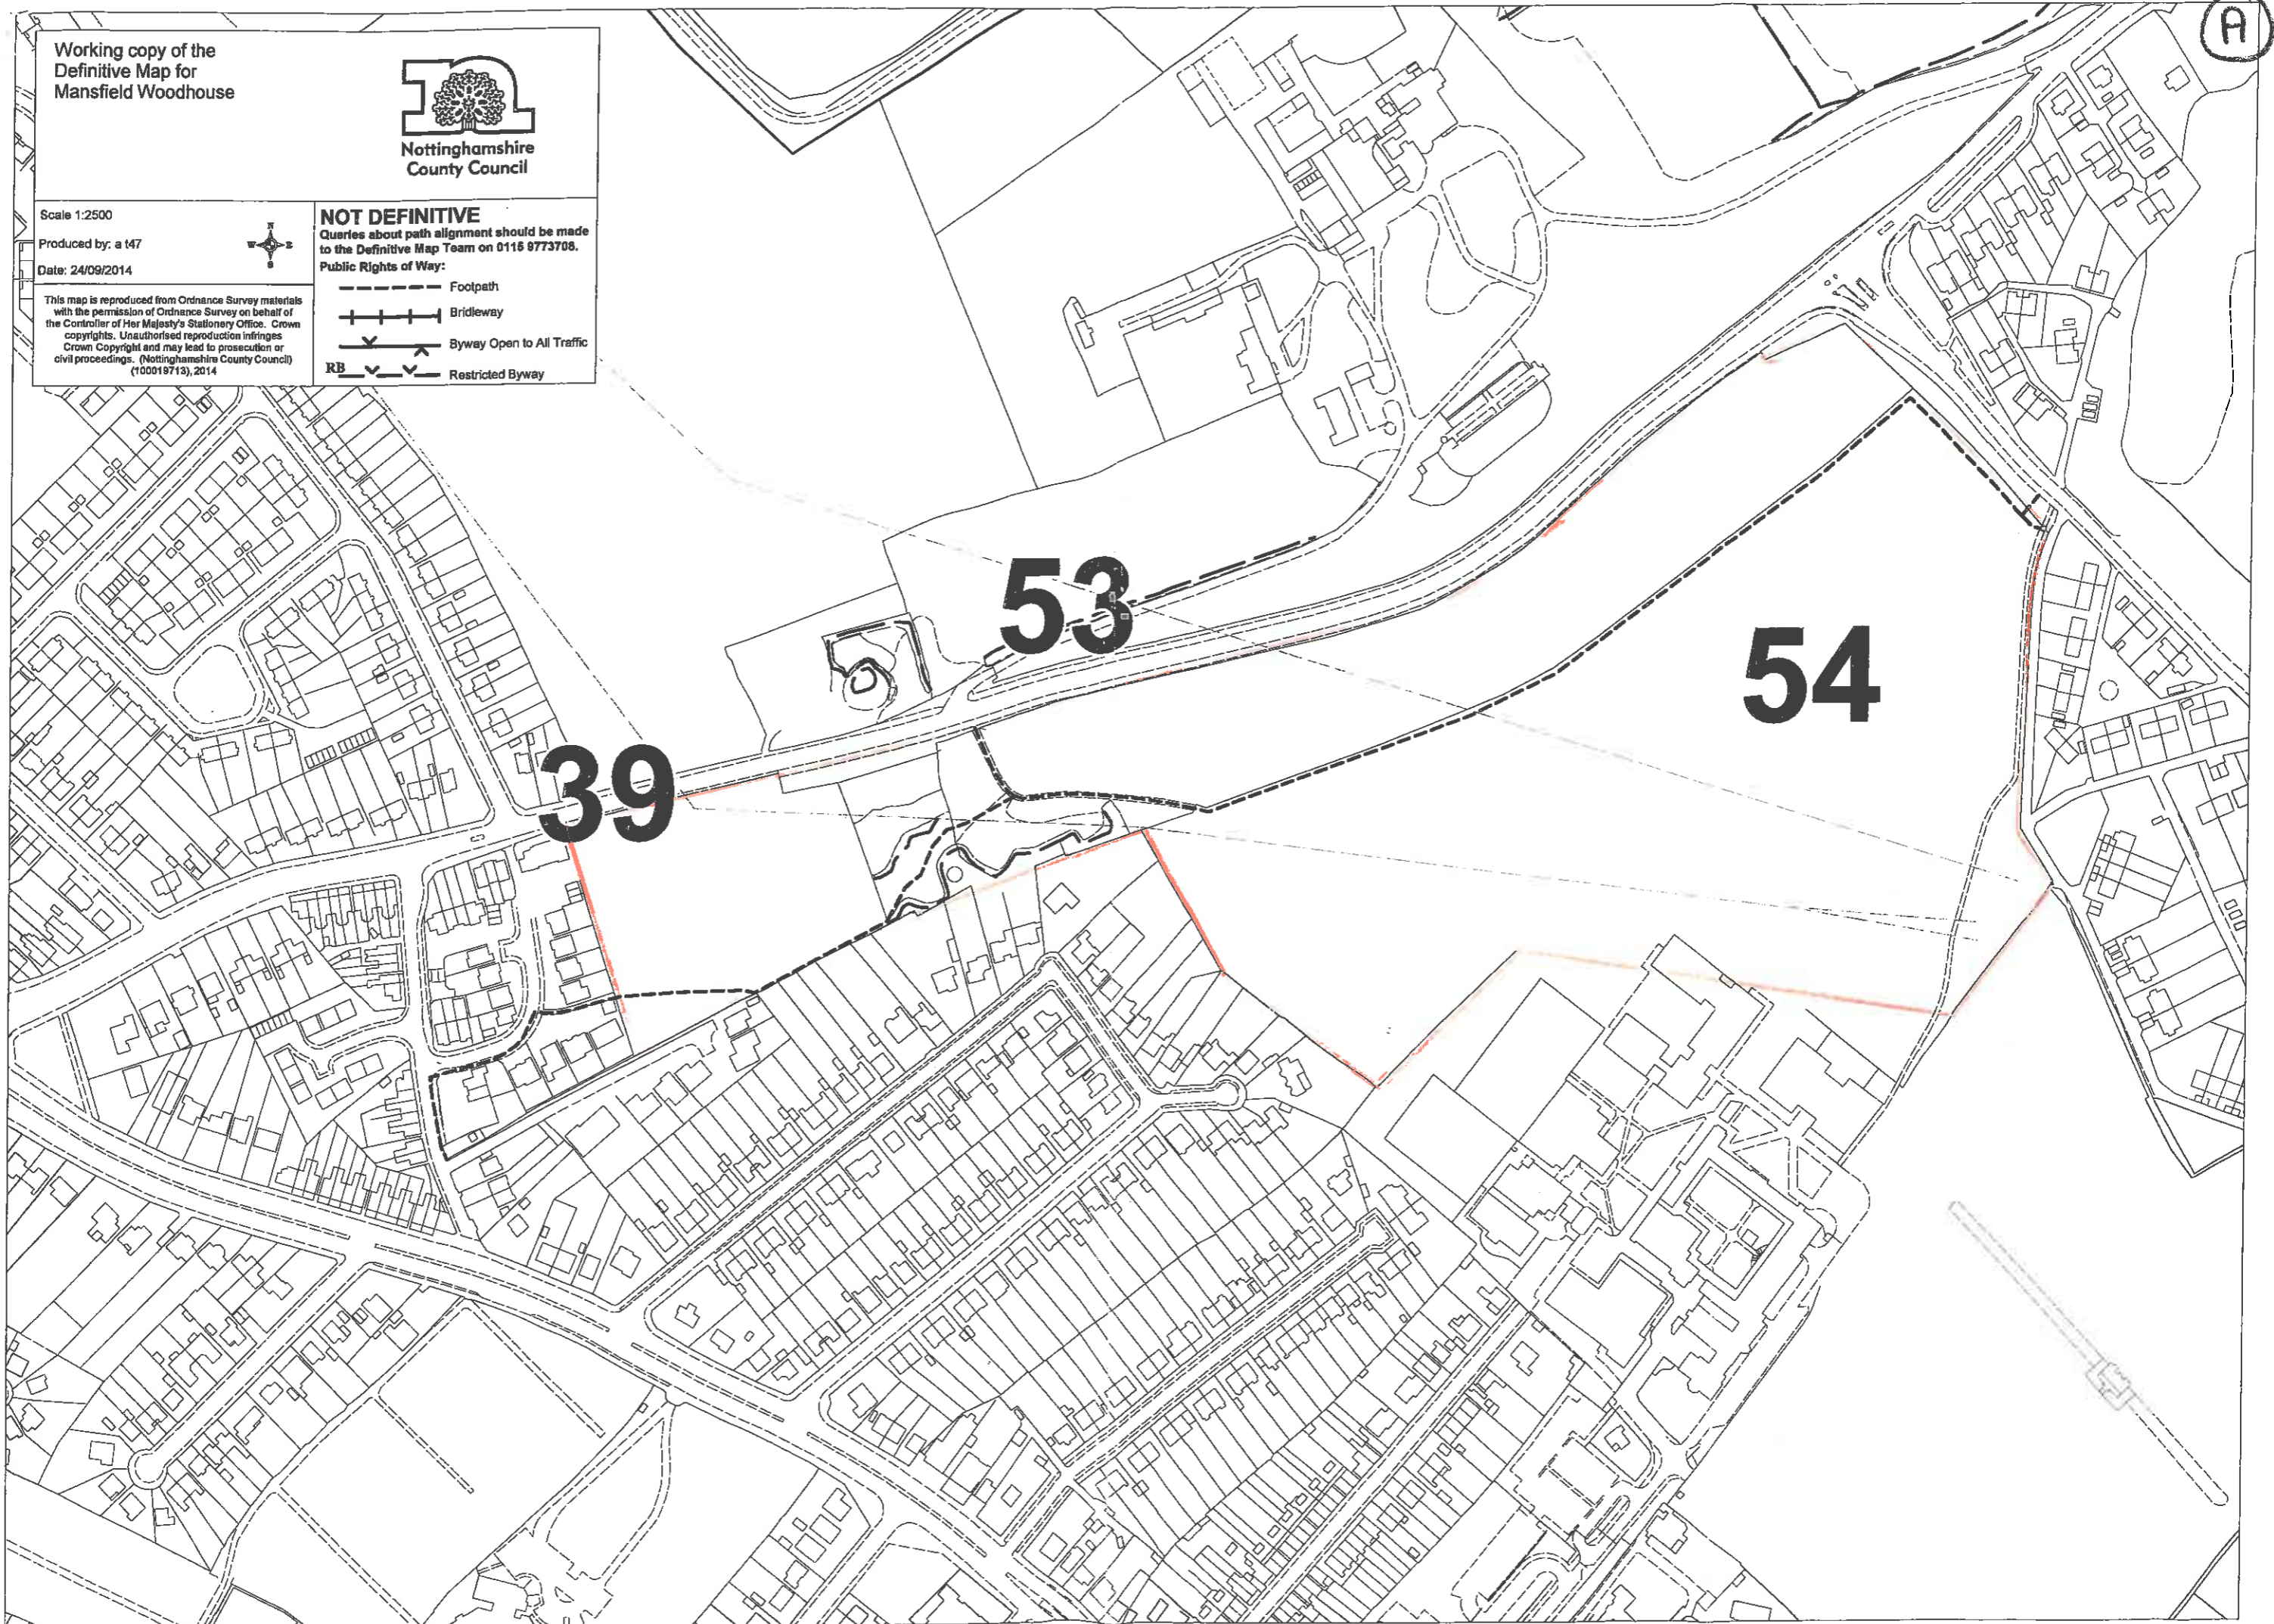 A
Working copy of the
Definitive Map for
Mansfield Woodhouse
Nottinghamshire
County Council
Scale 1:2500
Produced by: a t47
Date: 24/09/2014
N
W E
S
This map is reproduced from Ordnance Survey materials
with the permission of Ordnance Survey on behalf of
the Controller of Her Majesty's Stationery Office. Crown
copyrights. Unauthorised reproduction infringes
Crown Copyright and may lead to prosecution or
civil proceedings. (Nottinghamshire County Council)
(100019713), 2014
NOT DEFINITIVE
Queries about path alignment should be made
to the Definitive Map Team on 0115 9773708.
Public Rights of Way:
Footpath
Bridleway
Byway Open to All Traffic
RB Restricted Byway
53
54
39